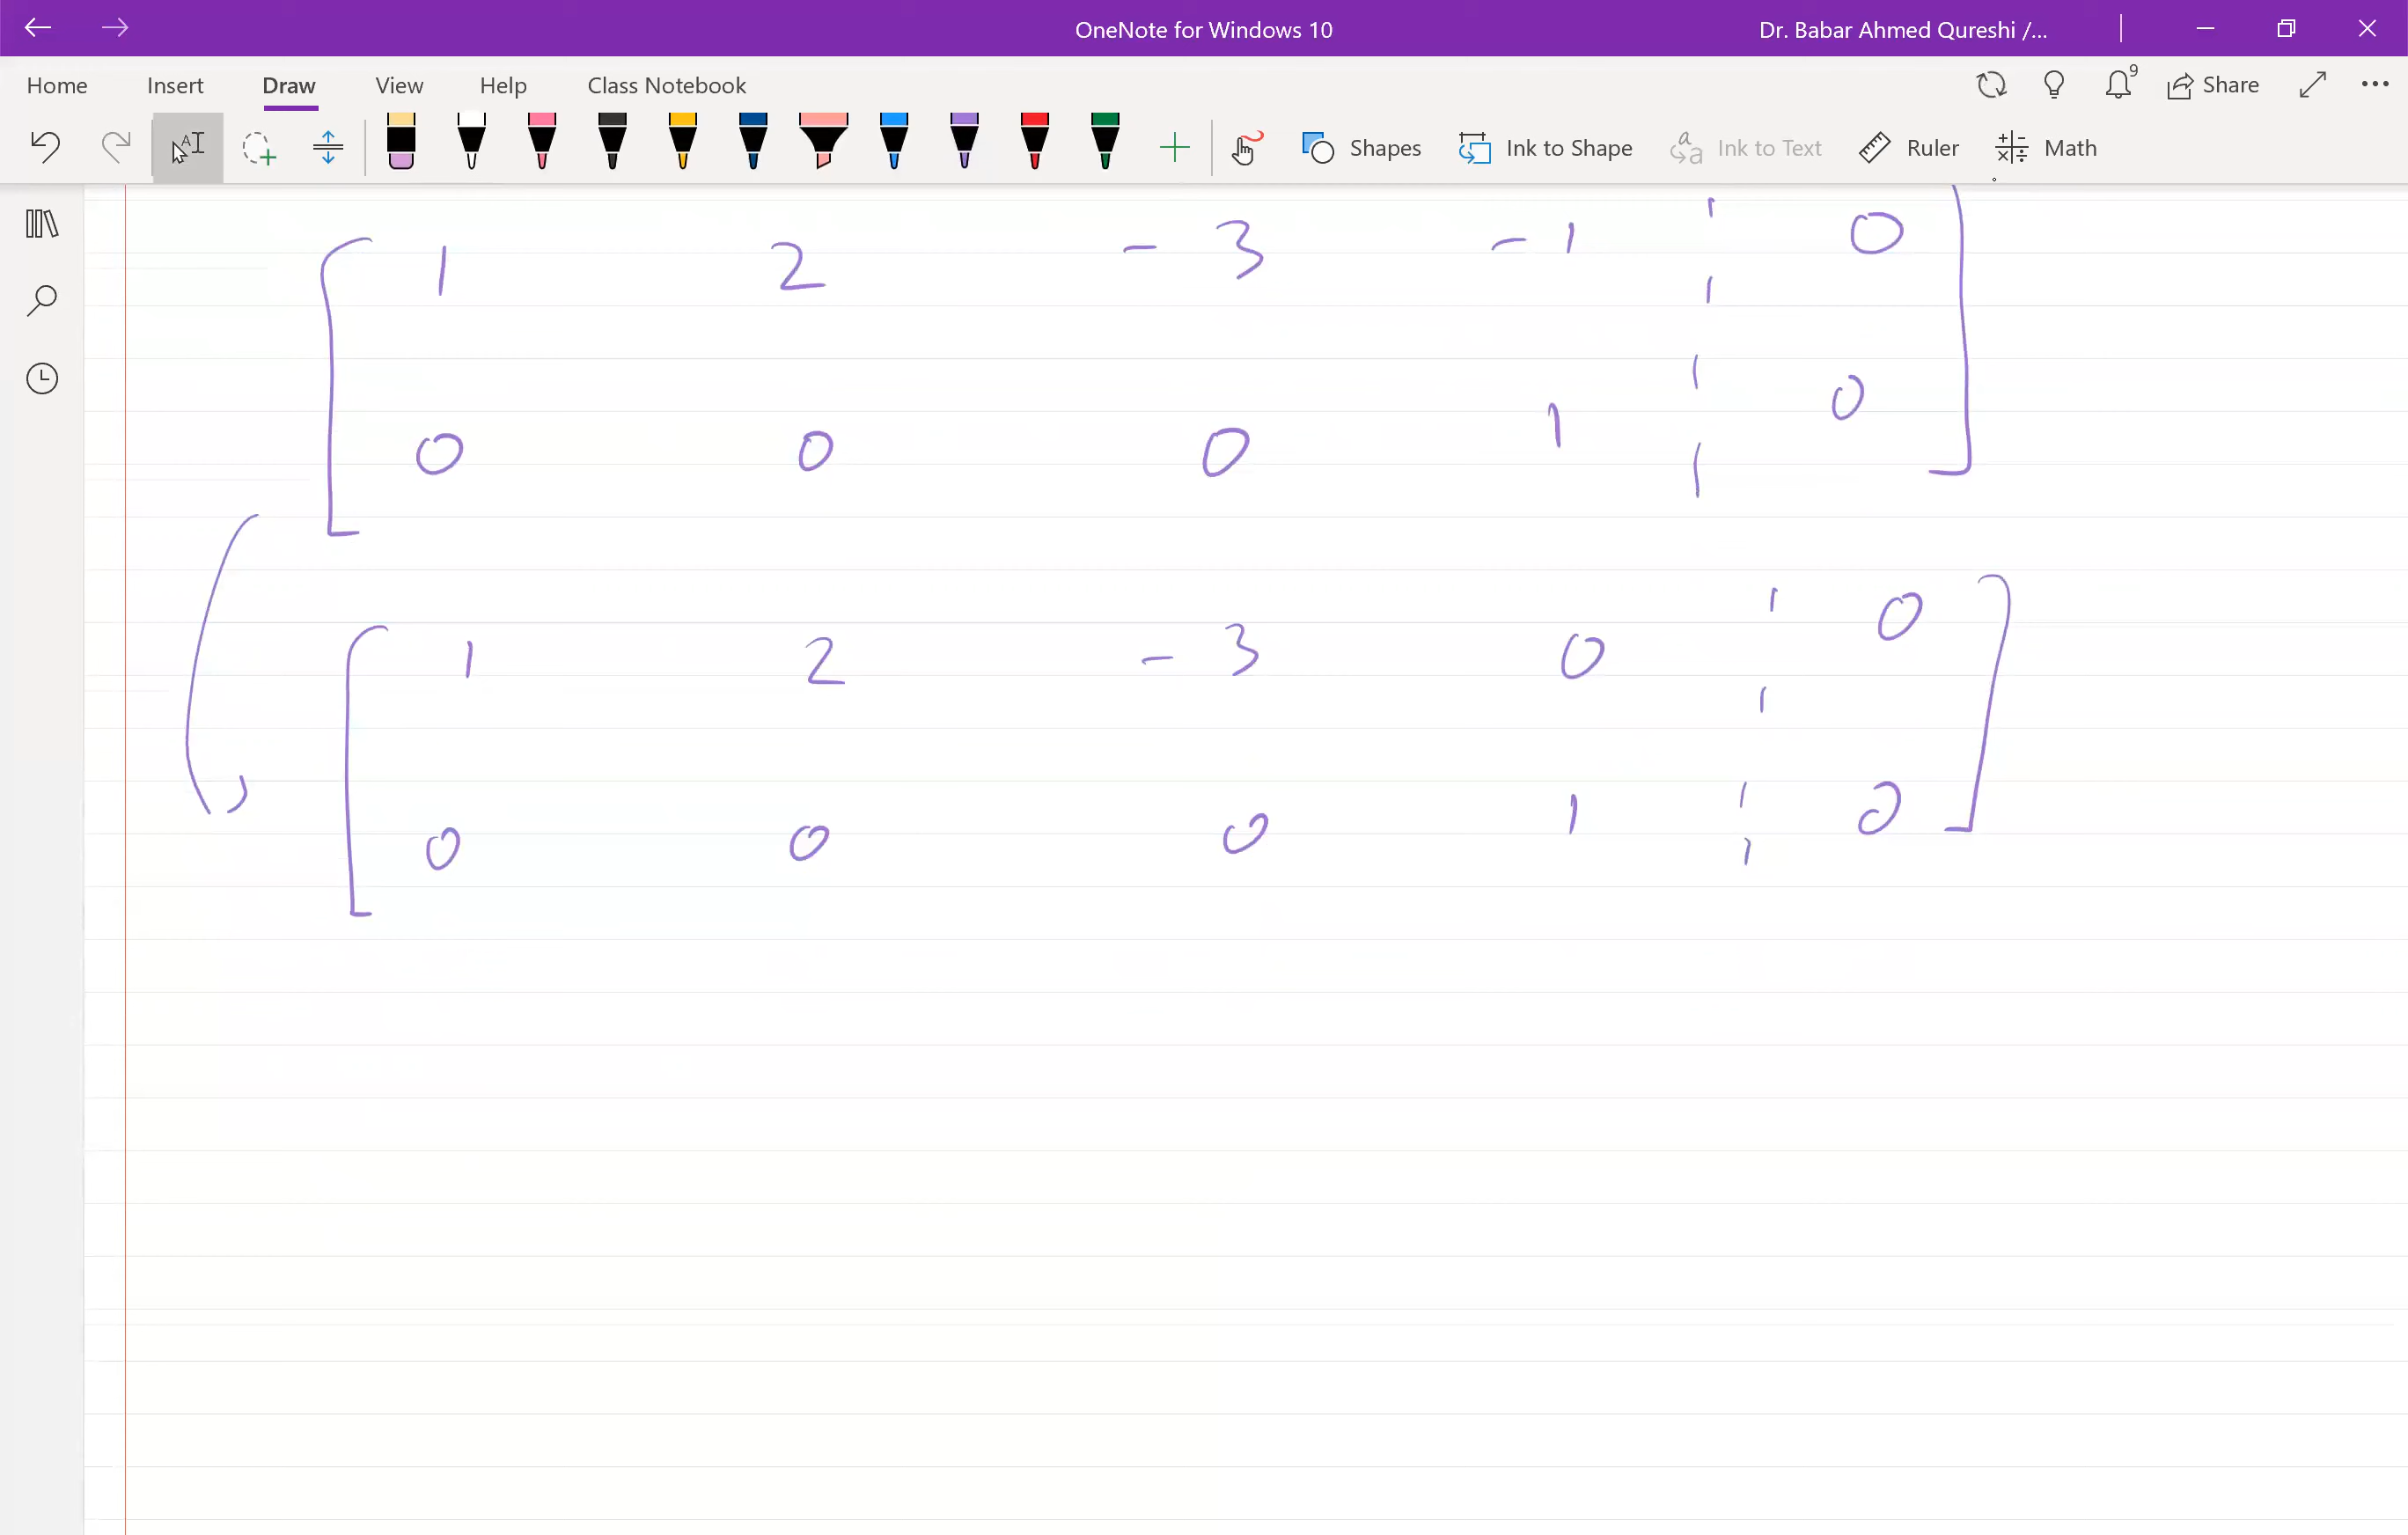 OneNote for Windows 10 Dr. Babar Ahmed Qureshi /...
Home Insert Draw View Help Class Notebook 9 Share
Shapes Ink to Shape Ink to Text Ruler Math
1 2 -3 -1 0
0 0 0 1 0
1 2 -3 0 0
0 0 0 1 0